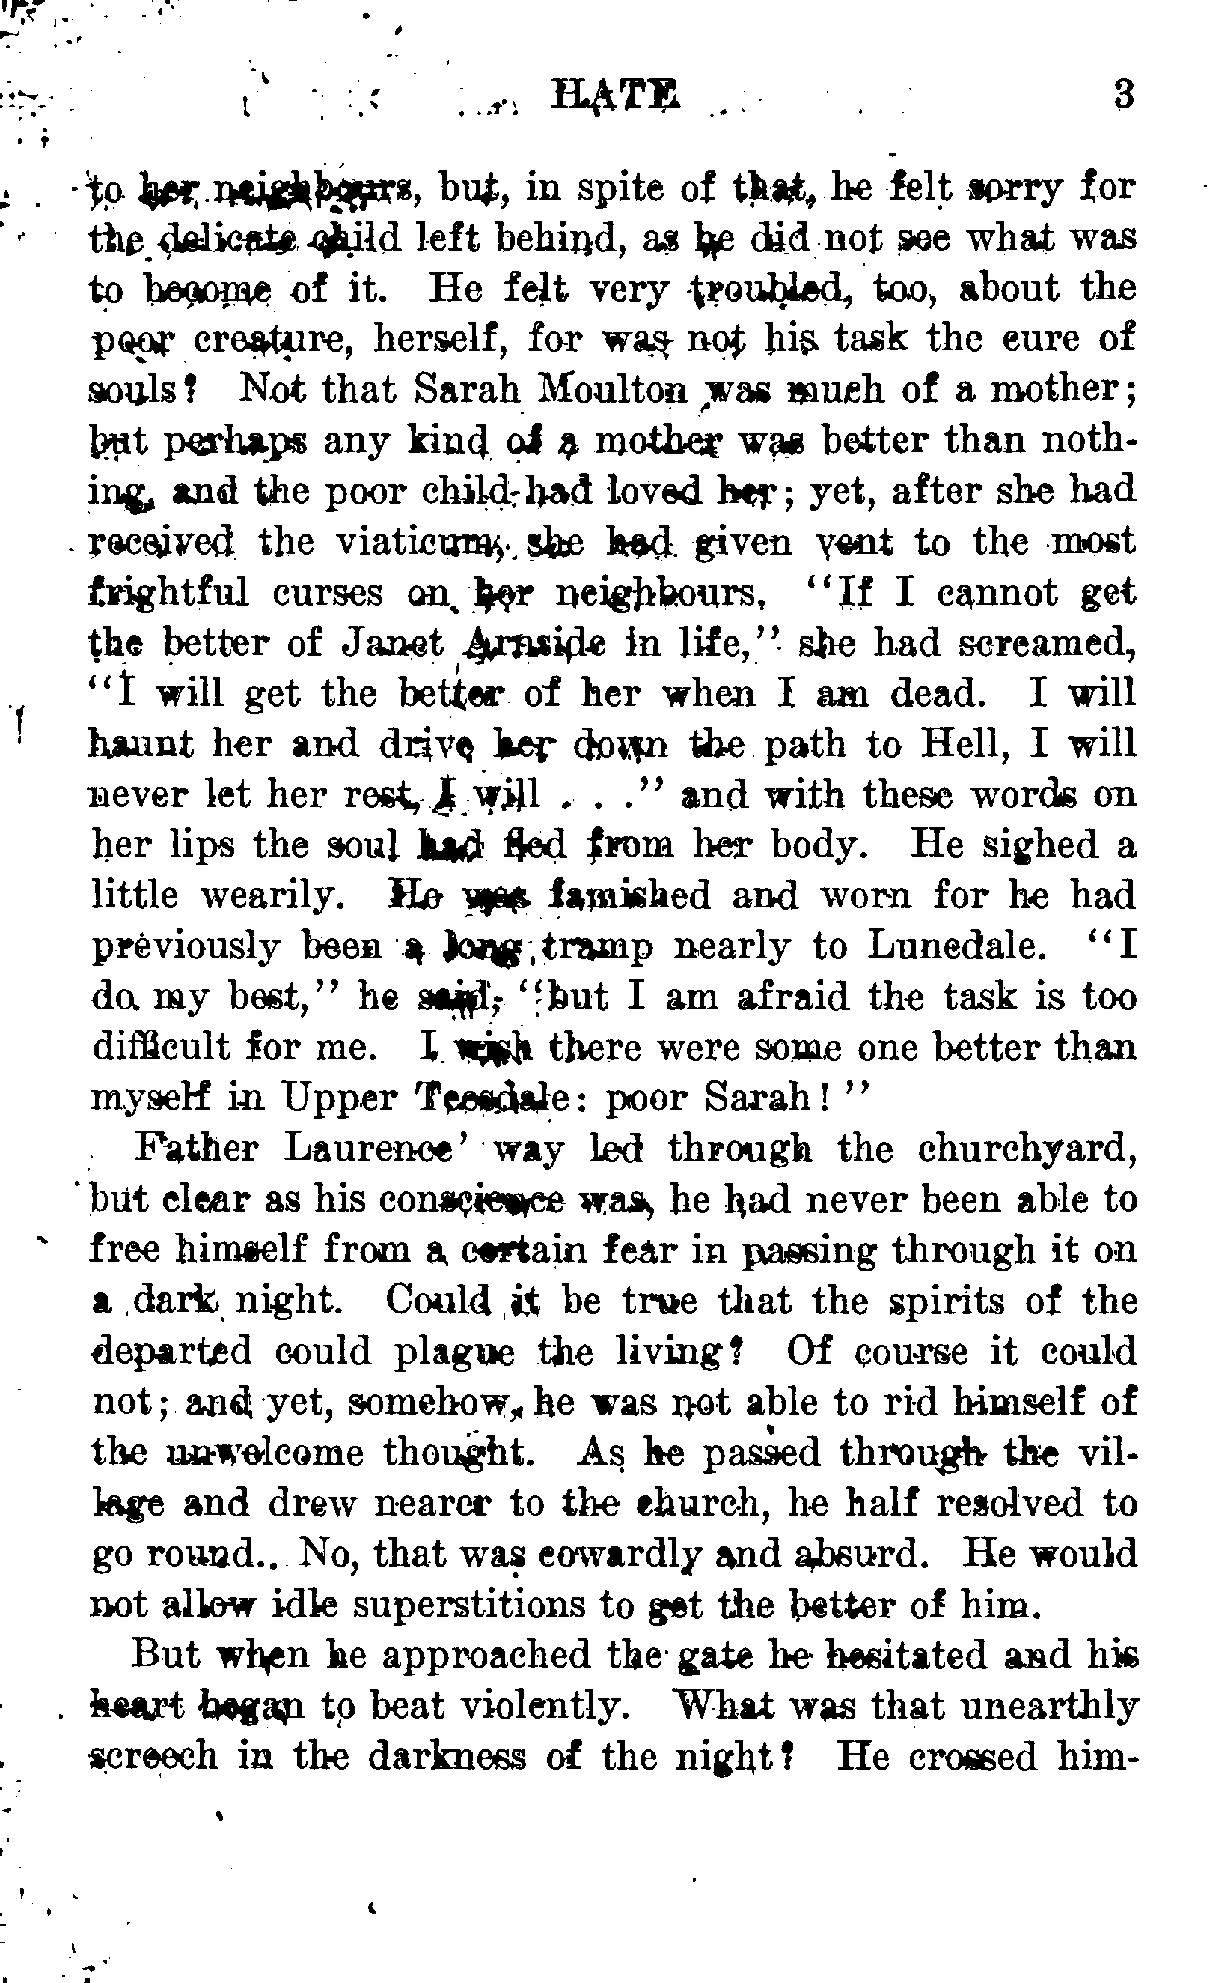 HATE 3
to her neighbours, but, in spite of that, he felt sorry for
the delicate child left behind, as he did not see what was
to become of it. He felt very troubled, too, about the
poor creature, herself, for was not his task the cure of
souls? Not that Sarah Moulton was much of a mother;
but perhaps any kind of a mother was better than noth-
ing, and the poor child had loved her; yet, after she had
received the viaticum, she had given vent to the most
frightful curses on her neighbours. "If I cannot get
the better of Janet Arnside in life," she had screamed,
"I will get the better of her when I am dead. I will
haunt her and drive her down the path to Hell, I will
never let her rest, I will . . ." and with these words on
her lips the soul had fled from her body. He sighed a
little wearily. He was famished and worn for he had
previously been a long tramp nearly to Lunedale. "I
do my best," he said, "but I am afraid the task is too
difficult for me. I wish there were some one better than
myself in Upper Teesdale: poor Sarah!"
Father Laurence' way led through the churchyard,
but clear as his conscience was, he had never been able to
free himself from a certain fear in passing through it on
a dark night. Could it be true that the spirits of the
departed could plague the living? Of course it could
not; and yet, somehow, he was not able to rid himself of
the unwelcome thought. As he passed through the vil-
lage and drew nearer to the church, he half resolved to
go round. No, that was cowardly and absurd. He would
not allow idle superstitions to get the better of him.
But when he approached the gate he hesitated and his
heart began to beat violently. What was that unearthly
screech in the darkness of the night? He crossed him-